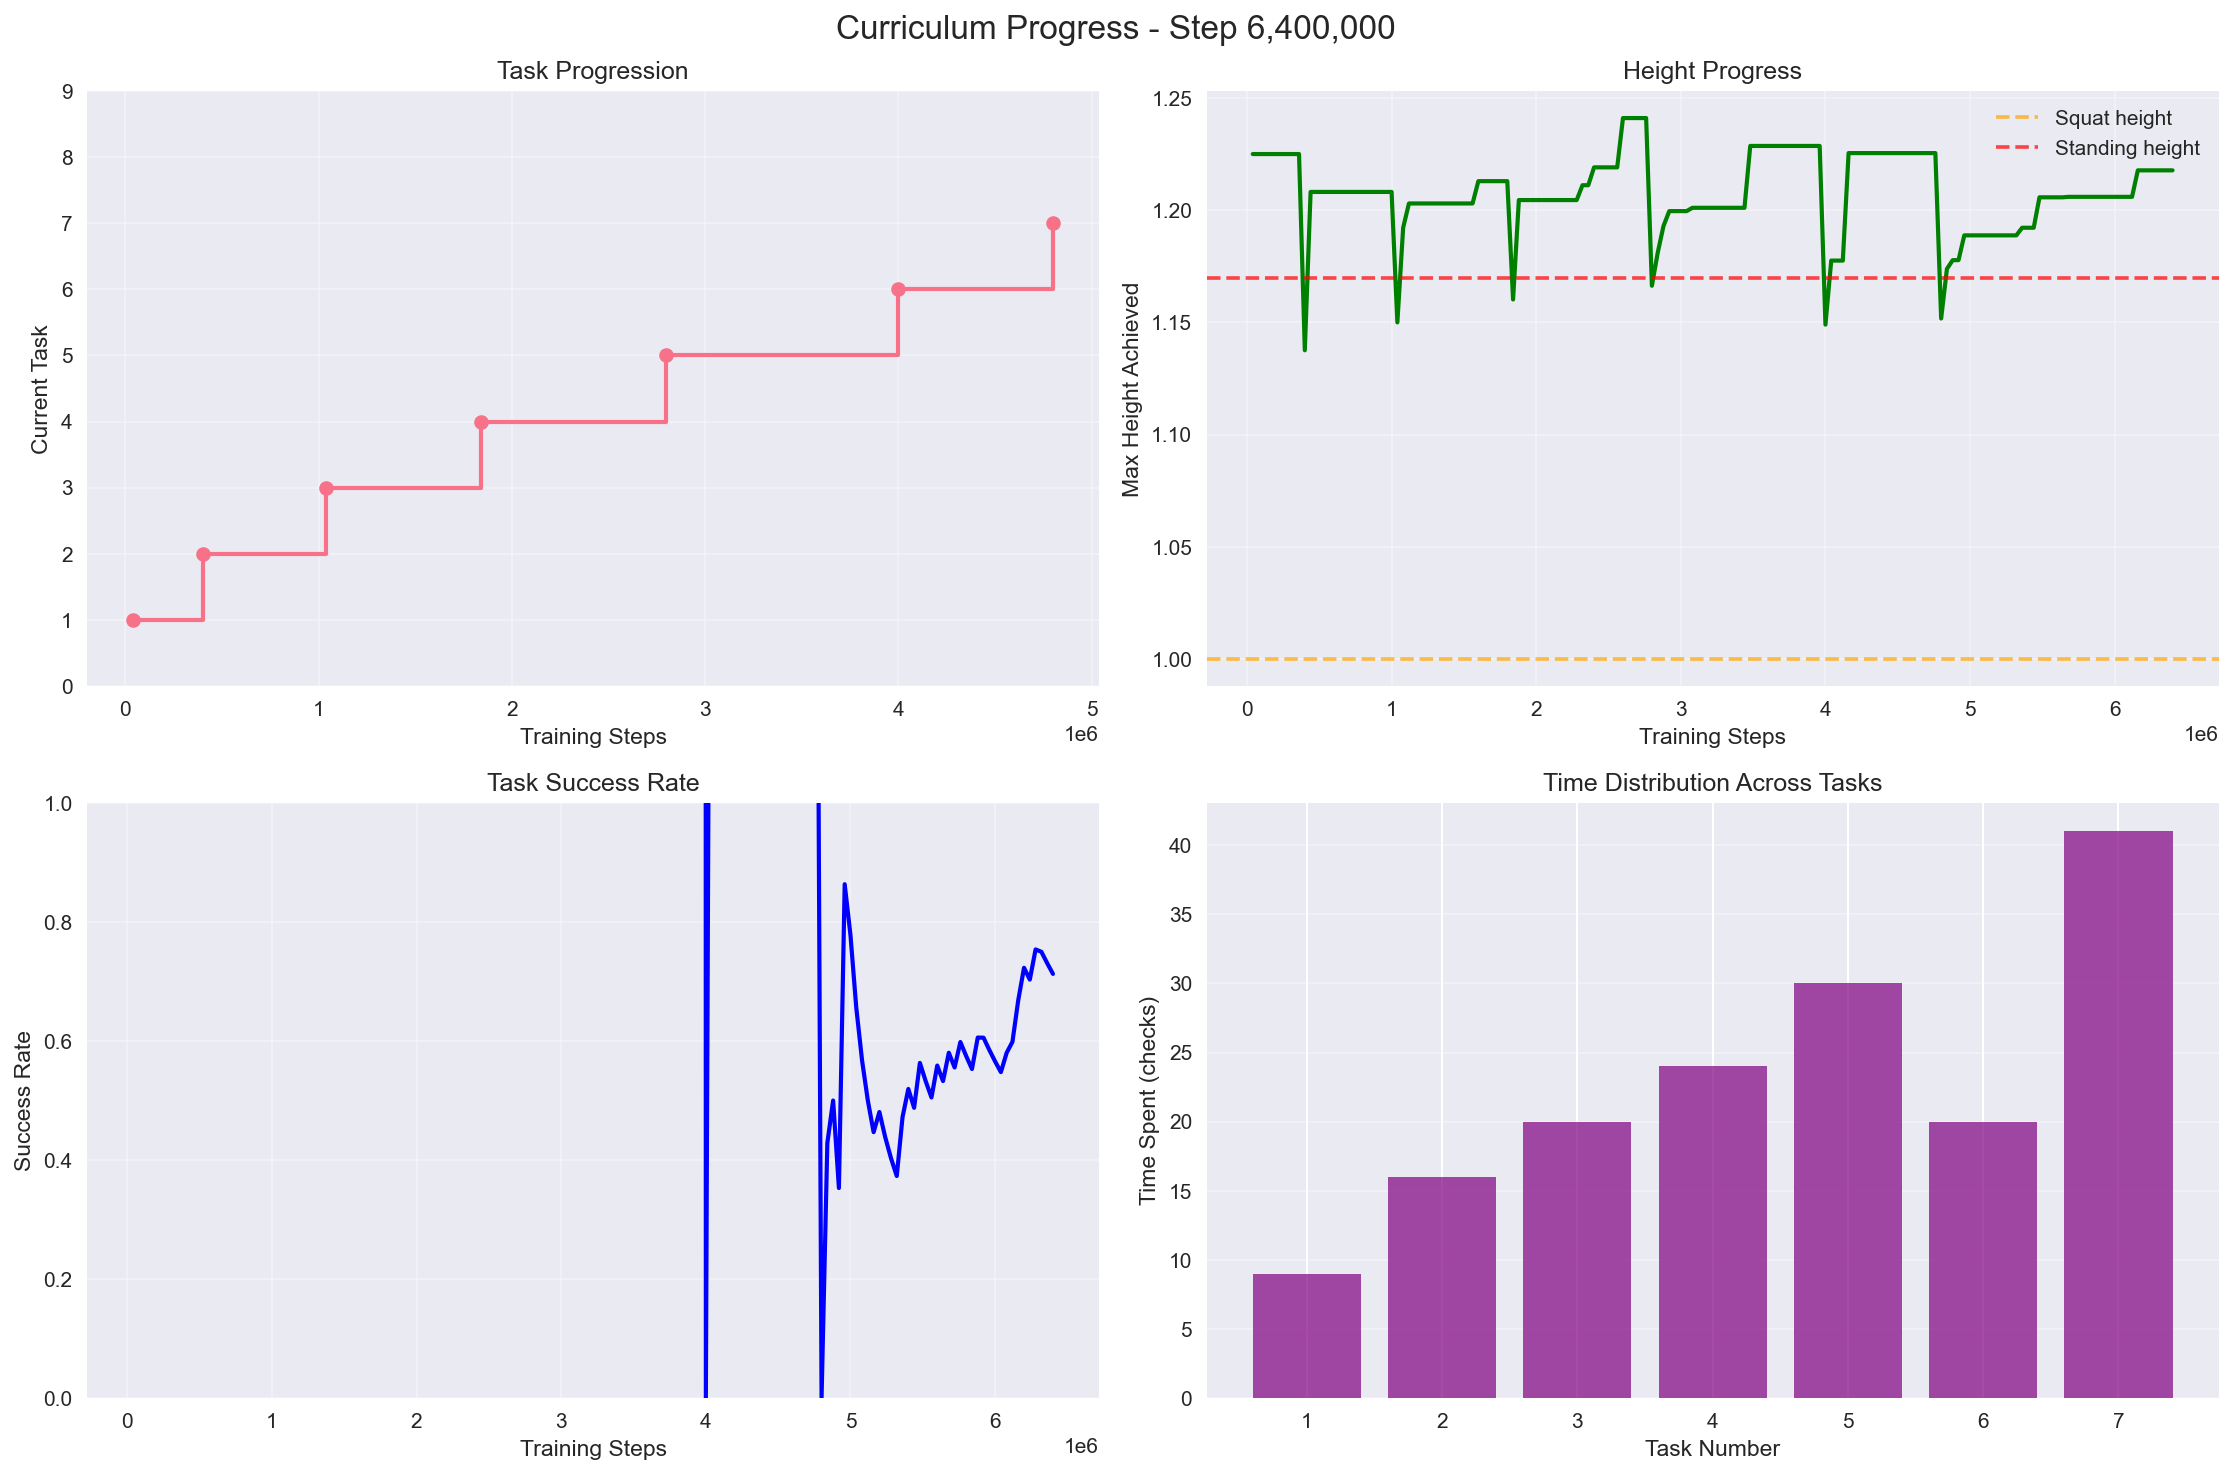 Curriculum Progress - Step 6,400,000
Task Progression
9
8
7
6
5
4
3
2
1
0
Current Task
0 1 2 3 4 5
Training Steps
1e6
Height Progress
1.25
1.20
1.15
1.10
1.05
1.00
Max Height Achieved
Squat height
Standing height
0 1 2 3 4 5 6
Training Steps
1e6
Task Success Rate
1.0
0.8
0.6
0.4
0.2
0.0
Success Rate
0 1 2 3 4 5 6
Training Steps
1e6
Time Distribution Across Tasks
40
35
30
25
20
15
10
5
0
Time Spent (checks)
1 2 3 4 5 6 7
Task Number